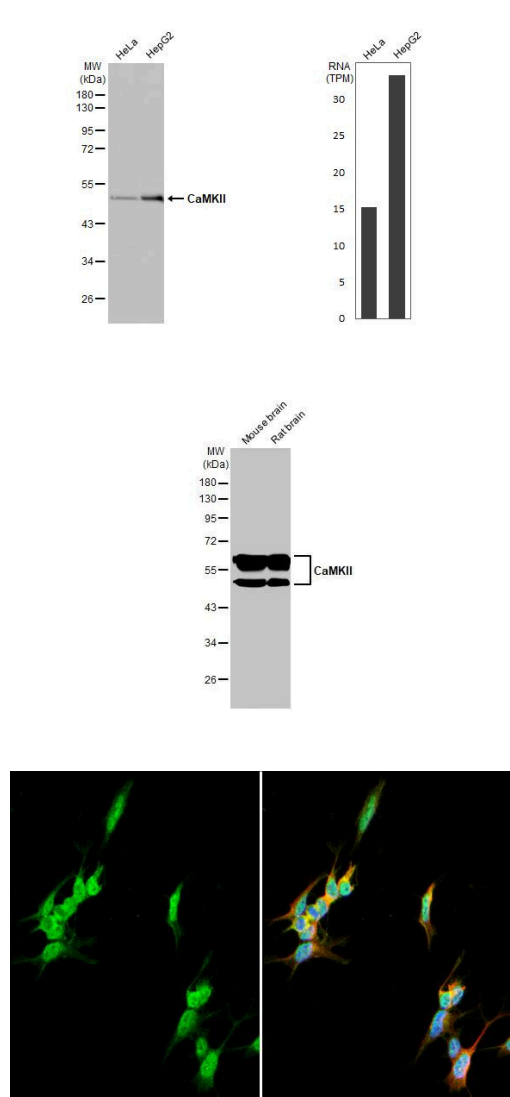 HeLa
HepG2
MW
(kDa)
180
130
95
72
55
43
34
26
CaMKII
HeLa
HepG2
RNA
(TPM)
30
25
20
15
10
5
0
Mouse brain
Rat brain
MW
(kDa)
180
130
95
72
55
43
34
26
CaMKII